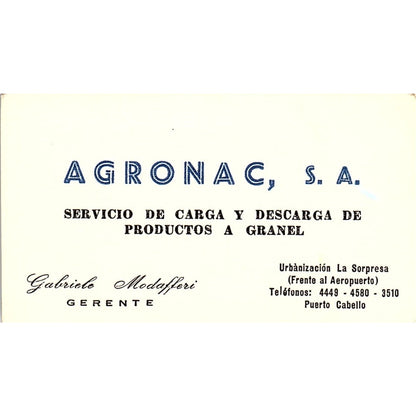 AGRONAC, S. A.
SERVICIO DE CARGA Y DESCARGA DE
PRODUCTOS A GRANEL
Gabriele Modafferi
GERENTE
Urbànización La Sorpresa
(Frente al Aeropuerto)
Teléfonos: 4449 - 4580 - 3510
Puerto Cabello